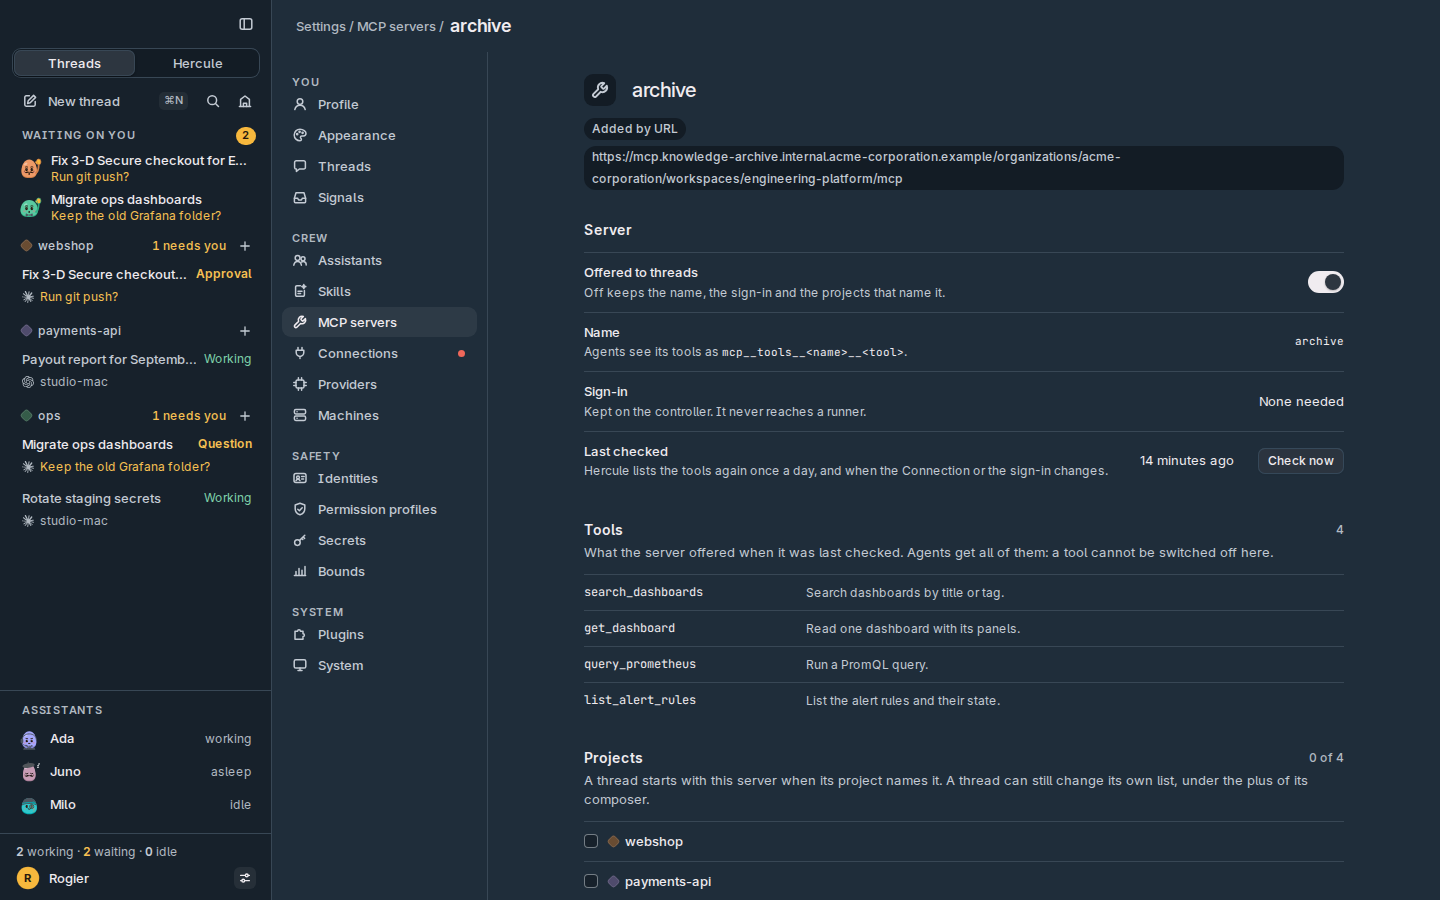 Settings / MCP servers / archive
Threads
Hercule
New thread
⌘N
WAITING ON YOU
2
Fix 3-D Secure checkout for E...
Run git push?
Migrate ops dashboards
Keep the old Grafana folder?
webshop
1 needs you
Fix 3-D Secure checkout...
Approval
Run git push?
payments-api
Payout report for Septemb...
Working
studio-mac
ops
1 needs you
Migrate ops dashboards
Question
Keep the old Grafana folder?
Rotate staging secrets
Working
studio-mac
ASSISTANTS
Ada
working
Juno
asleep
Milo
idle
2 working · 2 waiting · 0 idle
R
Rogier
YOU
Profile
Appearance
Threads
Signals
CREW
Assistants
Skills
MCP servers
Connections
Providers
Machines
SAFETY
Identities
Permission profiles
Secrets
Bounds
SYSTEM
Plugins
System
archive
Added by URL
https://mcp.knowledge-archive.internal.acme-corporation.example/organizations/acme-
corporation/workspaces/engineering-platform/mcp
Server
Offered to threads
Off keeps the name, the sign-in and the projects that name it.
Name
Agents see its tools as mcp__tools__<name>__<tool>.
archive
Sign-in
Kept on the controller. It never reaches a runner.
None needed
Last checked
Hercule lists the tools again once a day, and when the Connection or the sign-in changes.
14 minutes ago
Check now
Tools
4
What the server offered when it was last checked. Agents get all of them: a tool cannot be switched off here.
search_dashboards
Search dashboards by title or tag.
get_dashboard
Read one dashboard with its panels.
query_prometheus
Run a PromQL query.
list_alert_rules
List the alert rules and their state.
Projects
0 of 4
A thread starts with this server when its project names it. A thread can still change its own list, under the plus of its
composer.
webshop
payments-api